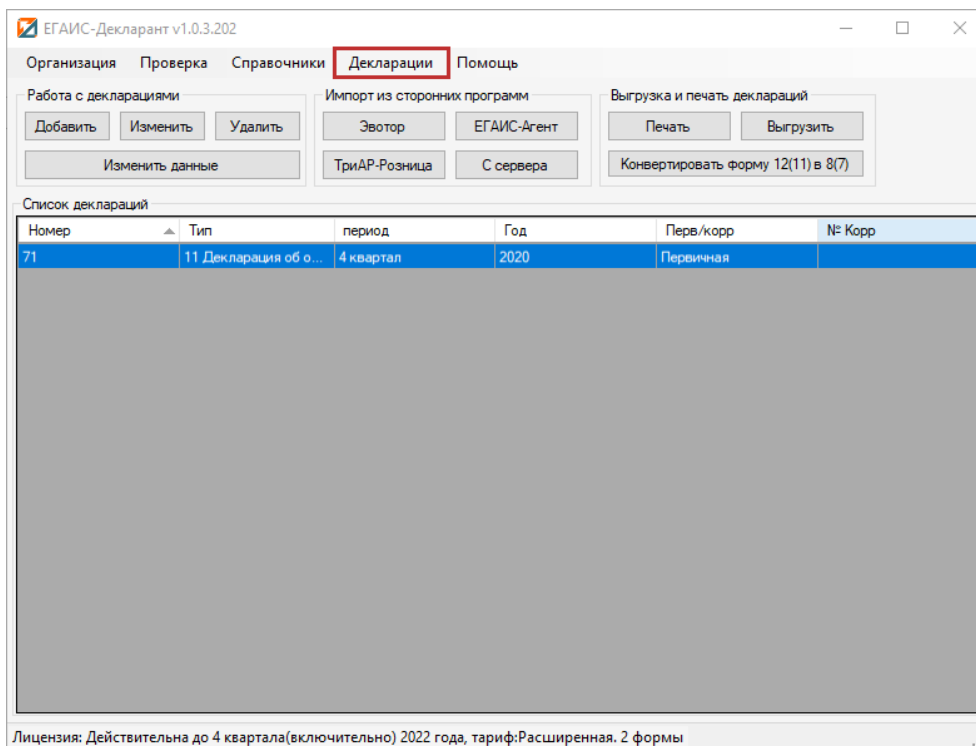 ЕГАИС-Декларант v1.0.3.202
Организация Проверка Справочники Декларации Помощь
Работа с декларациями Импорт из сторонних программ Выгрузка и печать деклараций
Добавить Изменить Удалить Эвотор ЕГАИС-Агент Печать Выгрузить
Изменить данные ТриАР-Розница С сервера Конвертировать форму 12(11) в 8(7)
Список деклараций
Номер Тип период Год Перв/корр № Корр
71 11 Декларация об о... 4 квартал 2020 Первичная
Лицензия: Действительна до 4 квартала(включительно) 2022 года, тариф:Расширенная. 2 формы